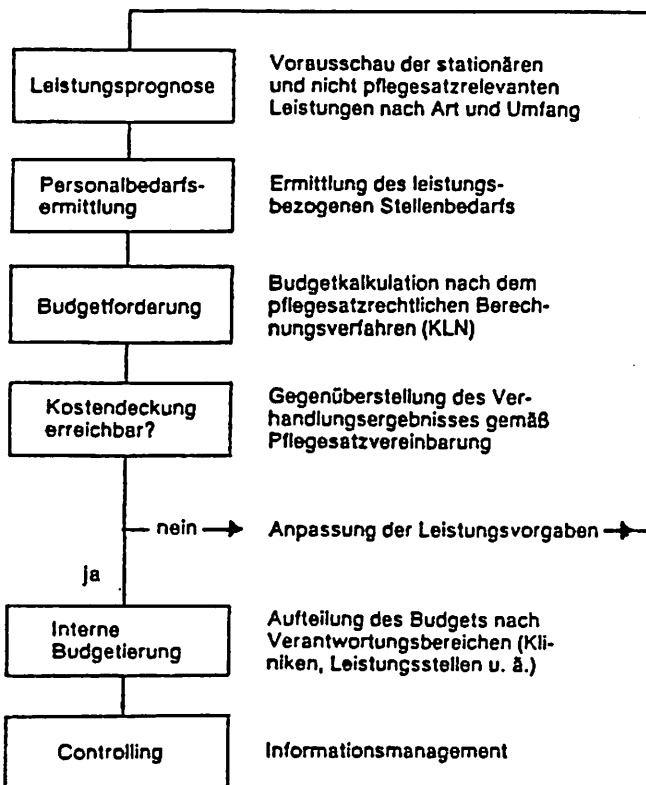 Leistungsprognose
Vorausschau der stationären
und nicht pflegesatzrelevanten
Leistungen nach Art und Umfang
Personalbedarfs-
ermittlung
Ermittlung des leistungs-
bezogenen Stellenbedarfs
Budgetforderung
Budgetkalkulation nach dem
pflegesatzrechtlichen Berech-
nungsverfahren (KLN)
Kostendeckung
erreichbar?
Gegenüberstellung des Ver-
handlungsergebnisses gemäß
Pflegesatzvereinbarung
nein
Anpassung der Leistungsvorgaben
ja
Interne
Budgetierung
Aufteilung des Budgets nach
Verantwortungsbereichen (Kli-
niken, Leistungsstellen u. ä.)
Controlling
Informationsmanagement